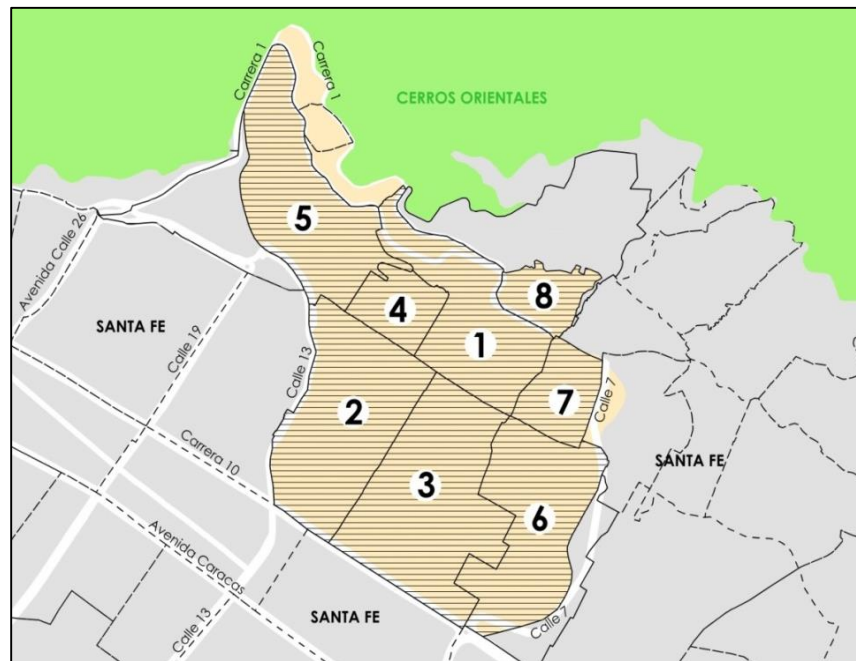 Carrera 1
Carrera 1
CERROS ORIENTALES
5
Avenida Calle 26
8
4
SANTA FE
Calle 19
1
Calle 13
2
7
Calle 7
Carrera 10
SANTA FE
3
6
Avenida Caracas
SANTA FE
Calle 13
Calle 7